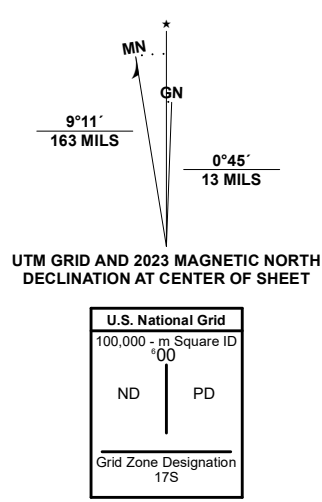 MN
GN
9°11´
163 MILS
0°45´
13 MILS
UTM GRID AND 2023 MAGNETIC NORTH
DECLINATION AT CENTER OF SHEET
U.S. National Grid
100,000 - m Square ID
⁶00
ND PD
Grid Zone Designation
17S